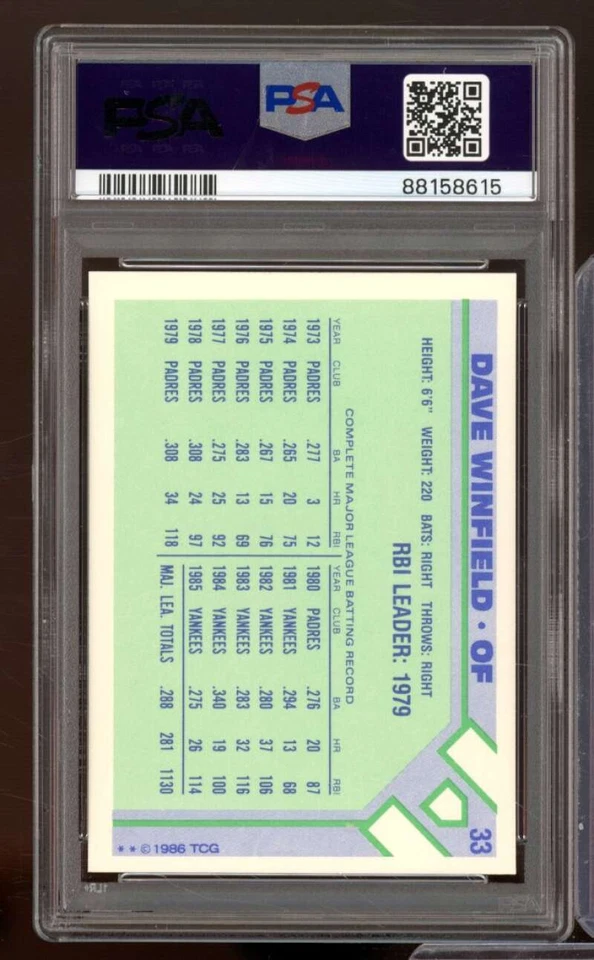 PSA
PSA
88158615
33
DAVE WINFIELD · OF
HEIGHT: 6'6" WEIGHT: 220 BATS: RIGHT THROWS: RIGHT
RBI LEADER: 1979
COMPLETE MAJOR LEAGUE BATTING RECORD
YEAR CLUB BA HR RBI YEAR CLUB BA HR RBI
1973 PADRES .277 3 12 1980 PADRES .276 20 87
1974 PADRES .265 20 75 1981 YANKEES .294 13 68
1975 PADRES .267 15 76 1982 YANKEES .280 37 106
1976 PADRES .283 13 69 1983 YANKEES .283 32 116
1977 PADRES .275 25 92 1984 YANKEES .340 19 100
1978 PADRES .308 24 97 1985 YANKEES .275 26 114
1979 PADRES .308 34 118 MAJ. LEA. TOTALS .288 281 1130
* * © 1986 TCG